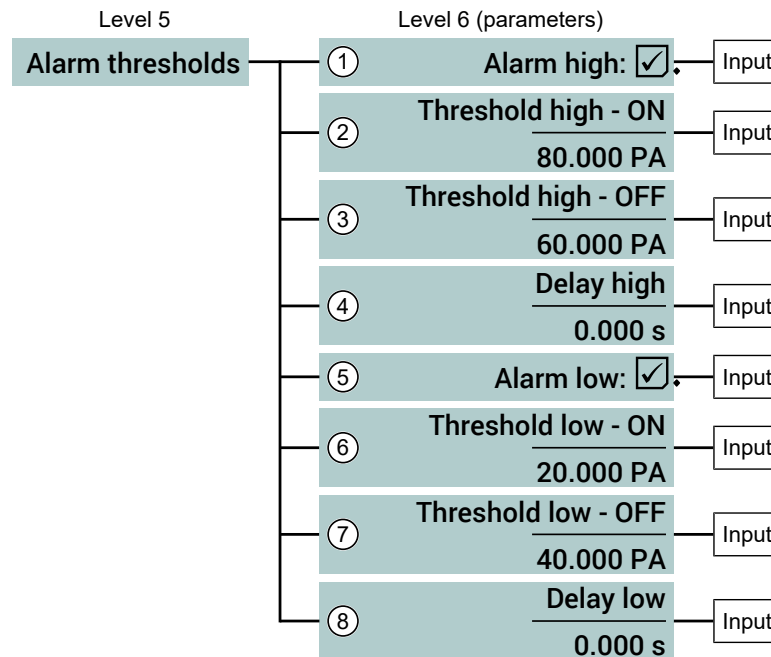 Level 5
Level 6 (parameters)
Alarm thresholds
1
Alarm high:
Input
2
Threshold high - ON
80.000 PA
Input
3
Threshold high - OFF
60.000 PA
Input
4
Delay high
0.000 s
Input
5
Alarm low:
Input
6
Threshold low - ON
20.000 PA
Input
7
Threshold low - OFF
40.000 PA
Input
8
Delay low
0.000 s
Input